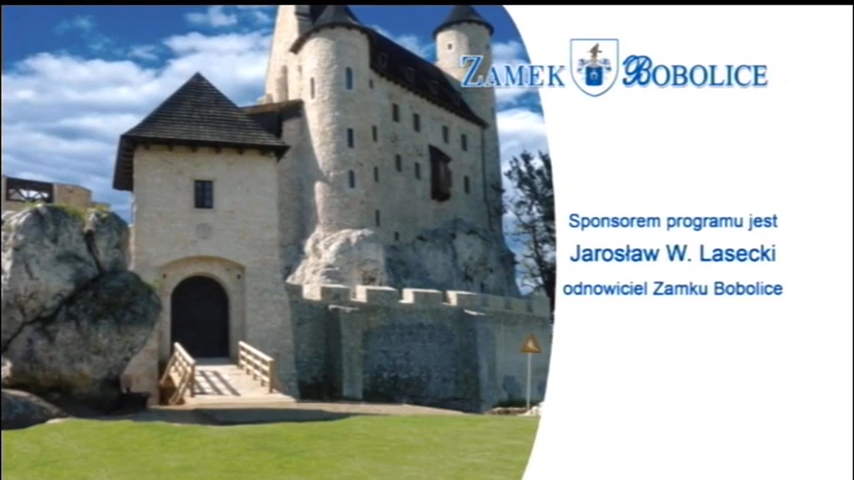 ZAMEK BOBOLICE
Sponsorem programu jest
Jarosław W. Lasecki
odnowiciel Zamku Bobolice